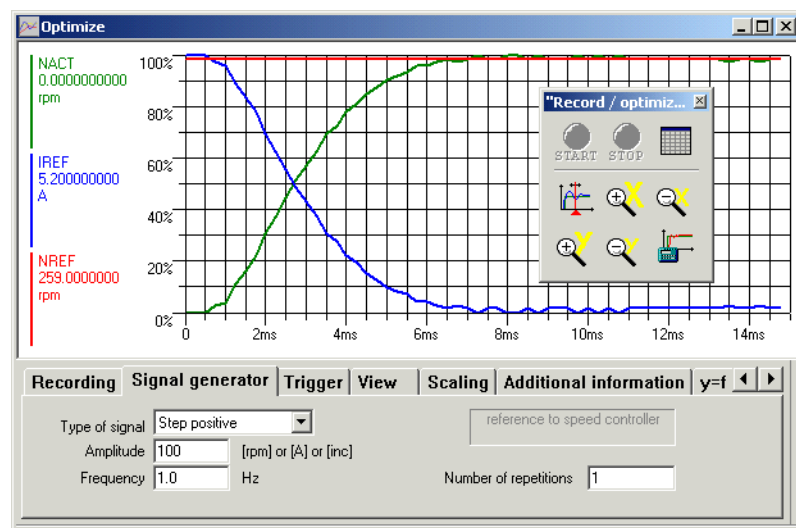 Optimize
NACT
0.0000000000
rpm
IREF
5.200000000
A
NREF
259.0000000
rpm
100%
80%
60%
40%
20%
0%
0 2ms 4ms 6ms 8ms 10ms 12ms 14ms
"Record / optimiz...
START STOP
X x
Y y
Recording Signal generator Trigger View Scaling Additional information y=f
Type of signal Step positive
reference to speed controller
Amplitude 100 [rpm] or [A] or [inc]
Frequency 1.0 Hz Number of repetitions 1